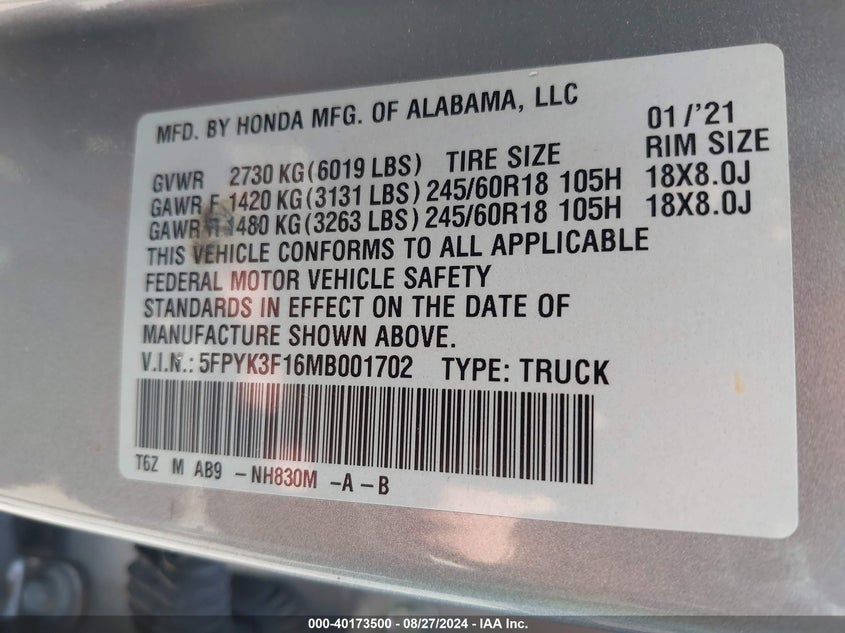 MFD. BY HONDA MFG. OF ALABAMA, LLC 01/'21
GVWR 2730 KG(6019 LBS) TIRE SIZE RIM SIZE
GAWR F 1420 KG(3131 LBS) 245/60R18 105H 18X8.0J
GAWR R 1480 KG(3263 LBS) 245/60R18 105H 18X8.0J
THIS VEHICLE CONFORMS TO ALL APPLICABLE
FEDERAL MOTOR VEHICLE SAFETY
STANDARDS IN EFFECT ON THE DATE OF
MANUFACTURE SHOWN ABOVE.
V.I.N.: 5FPYK3F16MB001702 TYPE: TRUCK
T6Z M AB9 -NH830M -A -B
000-40173500 - 08/27/2024 - IAA Inc.